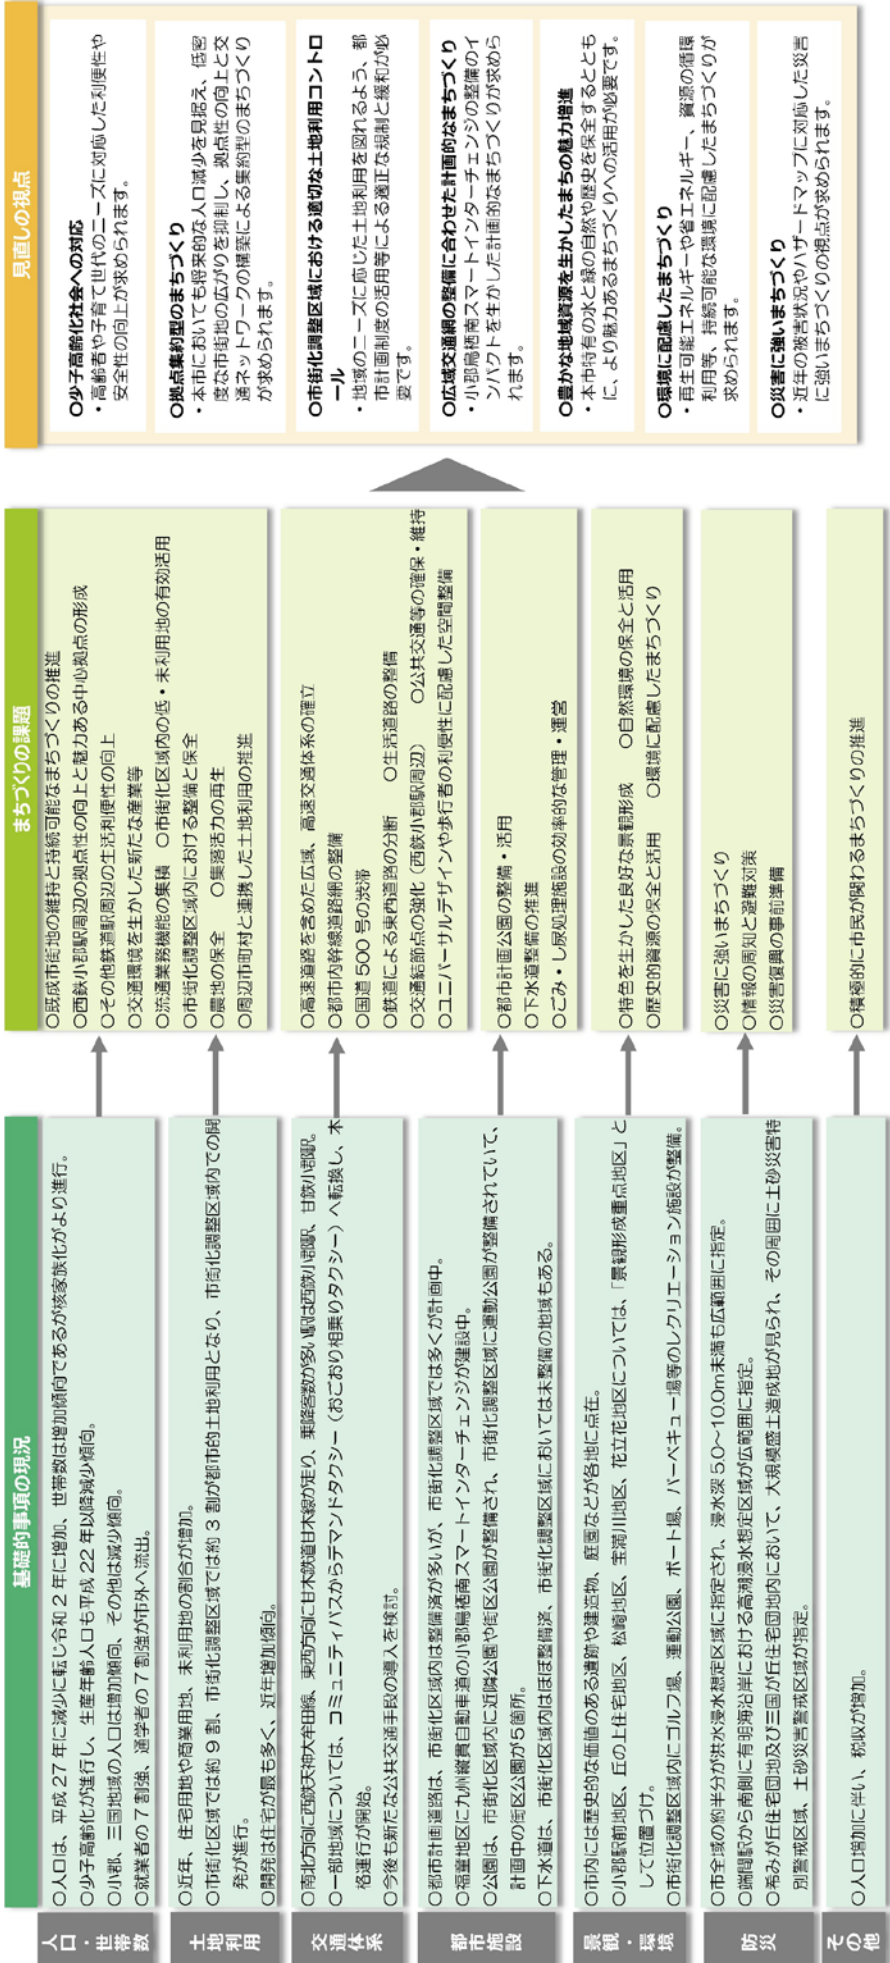 基礎的事項の現況
人口・世帯数
○人口は、平成27年に減少に転じ令和2年に増加、世帯数は増加傾向であるが核家族化がより進行。
○少子高齢化が進行し、生産年齢人口も平成22年以降減少傾向。
○小郡、三国地域の人口は増加傾向、その他は減少傾向。
○就業者の7割強、通学者の7割強が市外へ流出。
土地利用
○近年、住宅用地や商業用地、未利用地の割合が増加。
○市街化区域では約9割、市街化調整区域では約3割が都市的土地利用となり、市街化調整区域内での開
発が進行。
○開発は住宅が最も多く、近年増加傾向。
交通体系
○南北方向に西鉄天神大牟田線、東西方向に甘木鉄道甘木線が走り、乗降客数が多い駅は西鉄小郡駅、甘鉄小郡駅。
○一部地域については、コミュニティバスからデマンドタクシー（おごおり相乗りタクシー）へ転換し、本
格運行が開始。
○今後も新たな公共交通手段の導入を検討。
都市施設
○都市計画道路は、市街化区域内は整備済が多いが、市街化調整区域では多くが計画中。
○福童地区に九州縦貫自動車道の小郡鳥栖南スマートインターチェンジが建設中。
○公園は、市街化区域内に近隣公園や街区公園が整備され、市街化調整区域に運動公園が整備されていて、
計画中の街区公園が5箇所。
○下水道は、市街化区域内はほぼ整備済、市街化調整区域においては未整備の地域もある。
景観・環境
○市内には歴史的な価値のある遺跡や建造物、庭園などが各地に点在。
○小郡駅前地区、丘の上住宅地区、松崎地区、宝満川地区、花立花地区については、「景観形成重点地区」と
して位置づけ。
○市街化調整区域内にゴルフ場、運動公園、ボート場、バーベキュー場等のレクリエーション施設が整備。
防災
○市全域の約半分が洪水浸水想定区域に指定され、浸水深5.0～10.0m未満も広範囲に指定。
○端間駅から南側に有明海沿岸における高潮浸水想定区域が広範囲に指定。
○希みが丘住宅団地及び三国が丘住宅団地内において、大規模盛土造成地が見られ、その周囲に土砂災害特
別警戒区域、土砂災害警戒区域が指定。
その他
○人口増加に伴い、税収が増加。
まちづくりの課題
○既成市街地の維持と持続可能なまちづくりの推進
○西鉄小郡駅周辺の拠点性の向上と魅力ある中心拠点の形成
○その他鉄道駅周辺の生活利便性の向上
○交通環境を生かした新たな産業等
○流通業務機能の集積　○市街化区域内の低・未利用地の有効活用
○市街化調整区域内における整備と保全
○農地の保全　○集落活力の再生
○周辺市町村と連携した土地利用の推進
○高速道路を含めた広域、高速交通体系の確立
○都市内幹線道路網の整備
○国道500号の渋滞
○鉄道による東西道路の分断　○生活道路の整備
○交通結節点の強化（西鉄小郡駅周辺）　○公共交通等の確保・維持
○ユニバーサルデザインや歩行者の利便性に配慮した空間整備
○都市計画公園の整備・活用
○下水道整備の推進
○ごみ・し尿処理施設の効率的な管理・運営
○特色を生かした良好な景観形成　○自然環境の保全と活用
○歴史的資源の保全と活用　○環境に配慮したまちづくり
○災害に強いまちづくり
○情報の周知と避難対策
○災害復興の事前準備
○積極的に市民が関わるまちづくりの推進
見直しの視点
○少子高齢化社会への対応
・高齢者や子育て世代のニーズに対応した利便性や
安全性の向上が求められます。
○拠点集約型のまちづくり
・本市においても将来的な人口減少を見据え、低密
度な市街地の広がりを抑制し、拠点性の向上と交
通ネットワークの構築による集約型のまちづくり
が求められます。
○市街化調整区域における適切な土地利用コントロ
ール
・地域のニーズに応じた土地利用を図れるよう、都
市計画制度の活用等による適正な規制と緩和が必
要です。
○広域交通網の整備に合わせた計画的なまちづくり
・小郡鳥栖南スマートインターチェンジの整備のイ
ンパクトを生かした計画的なまちづくりが求めら
れます。
○豊かな地域資源を生かしたまちの魅力増進
・本市特有の水と緑の自然や歴史を保全するととも
に、より魅力あるまちづくりへの活用が必要です。
○環境に配慮したまちづくり
・再生可能エネルギーや省エネルギー、資源の循環
利用等、持続可能な環境に配慮したまちづくりが
求められます。
○災害に強いまちづくり
・近年の被害状況やハザードマップに対応した災害
に強いまちづくりの視点が求められます。